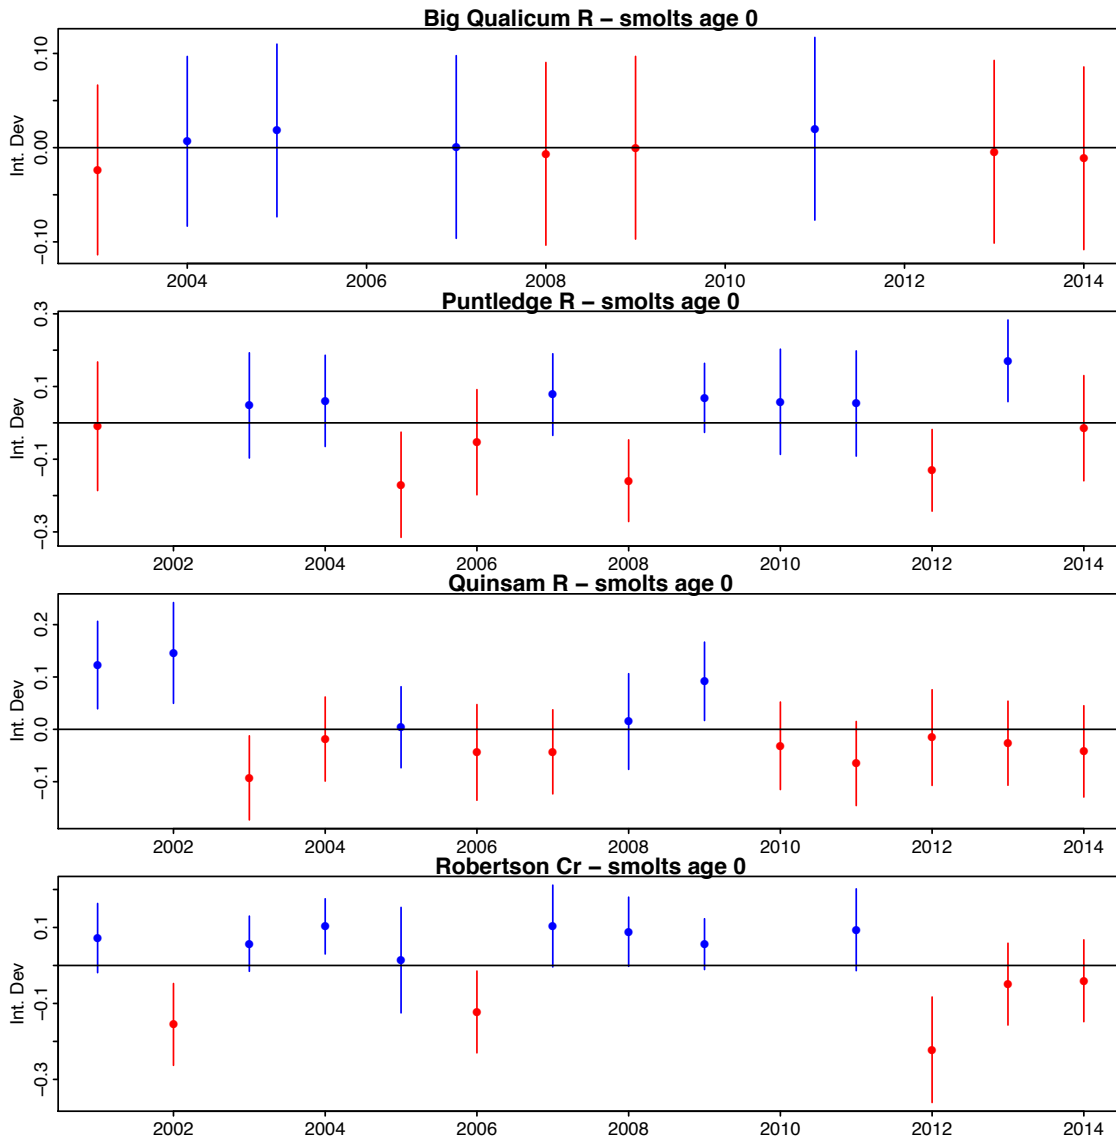 Big Qualicum R – smolts age 0
Int. Dev
0.10
0.00
−0.10
2004 2006 2008 2010 2012 2014
Puntledge R – smolts age 0
Int. Dev
0.3
0.1
−0.1
−0.3
2002 2004 2006 2008 2010 2012 2014
Quinsam R – smolts age 0
Int. Dev
0.2
0.1
0.0
−0.1
2002 2004 2006 2008 2010 2012 2014
Robertson Cr – smolts age 0
Int. Dev
0.1
−0.1
−0.3
2002 2004 2006 2008 2010 2012 2014